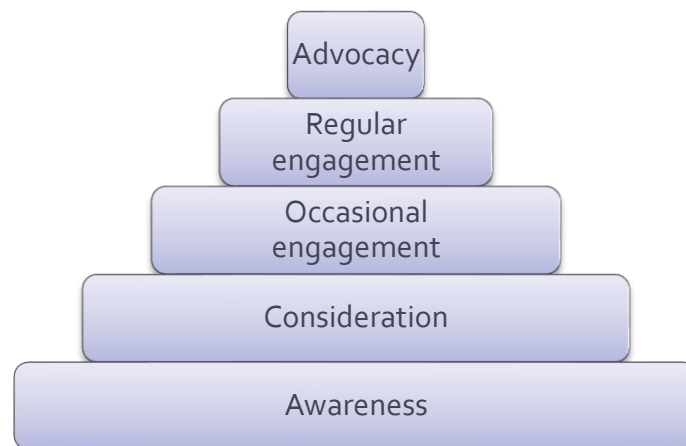 Advocacy
Regular
engagement
Occasional
engagement
Consideration
Awareness